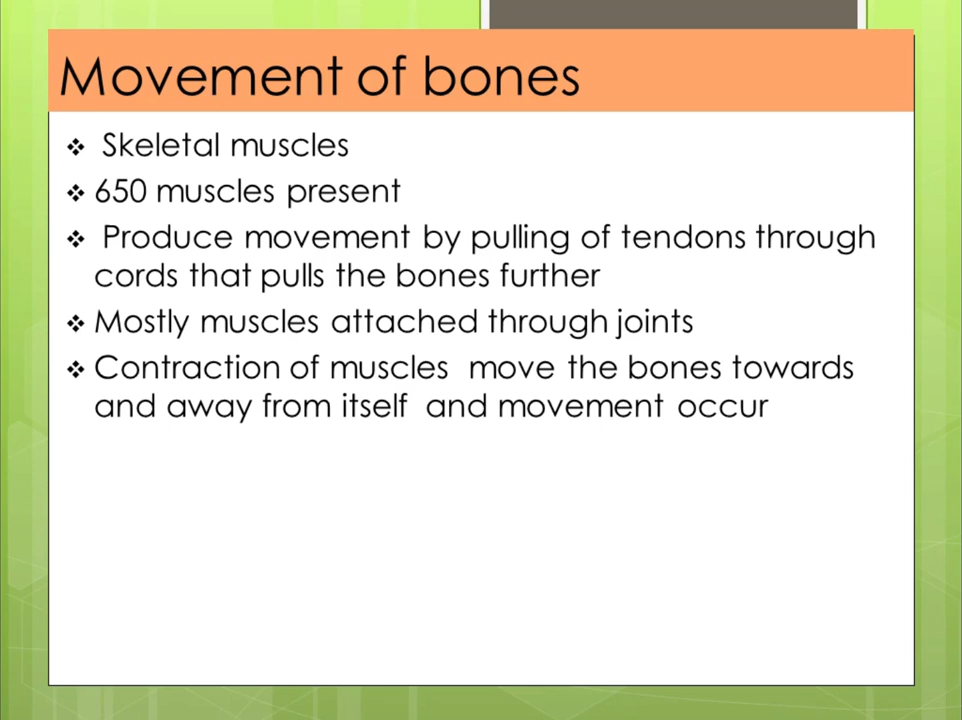 Movement of bones
❖ Skeletal muscles
❖ 650 muscles present
❖ Produce movement by pulling of tendons through
cords that pulls the bones further
❖ Mostly muscles attached through joints
❖ Contraction of muscles move the bones towards
and away from itself and movement occur